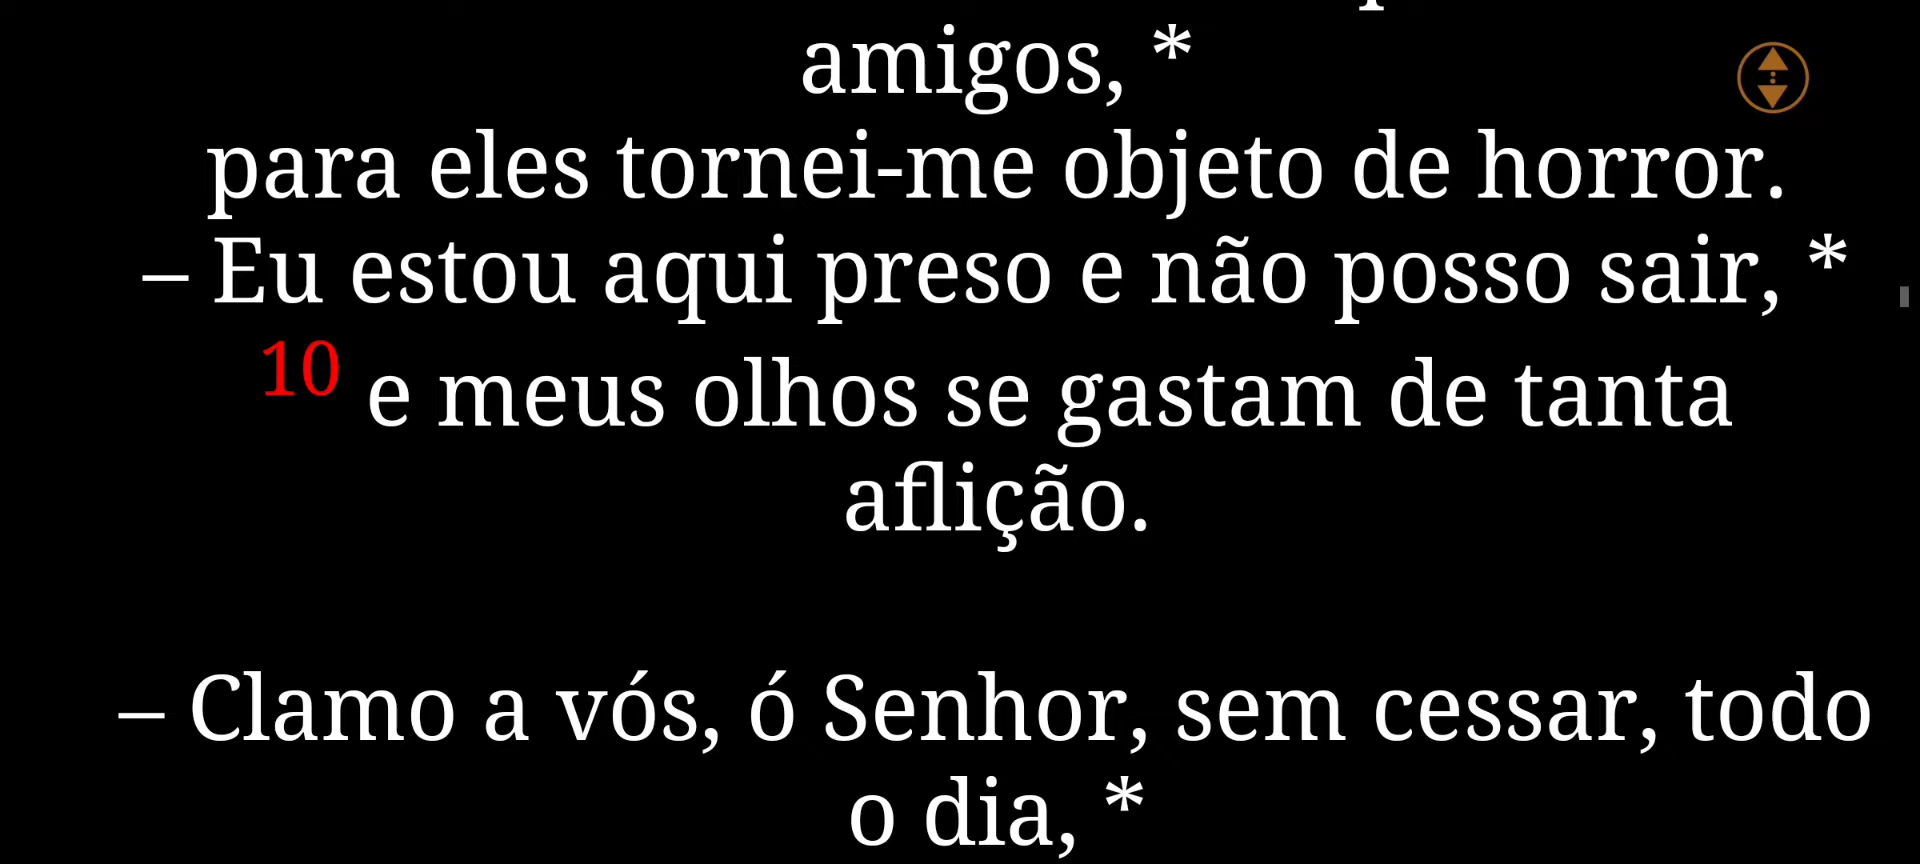 amigos, *
para eles tornei-me objeto de horror.
– Eu estou aqui preso e não posso sair, *
10 e meus olhos se gastam de tanta
aflição.
– Clamo a vós, ó Senhor, sem cessar, todo
o dia, *